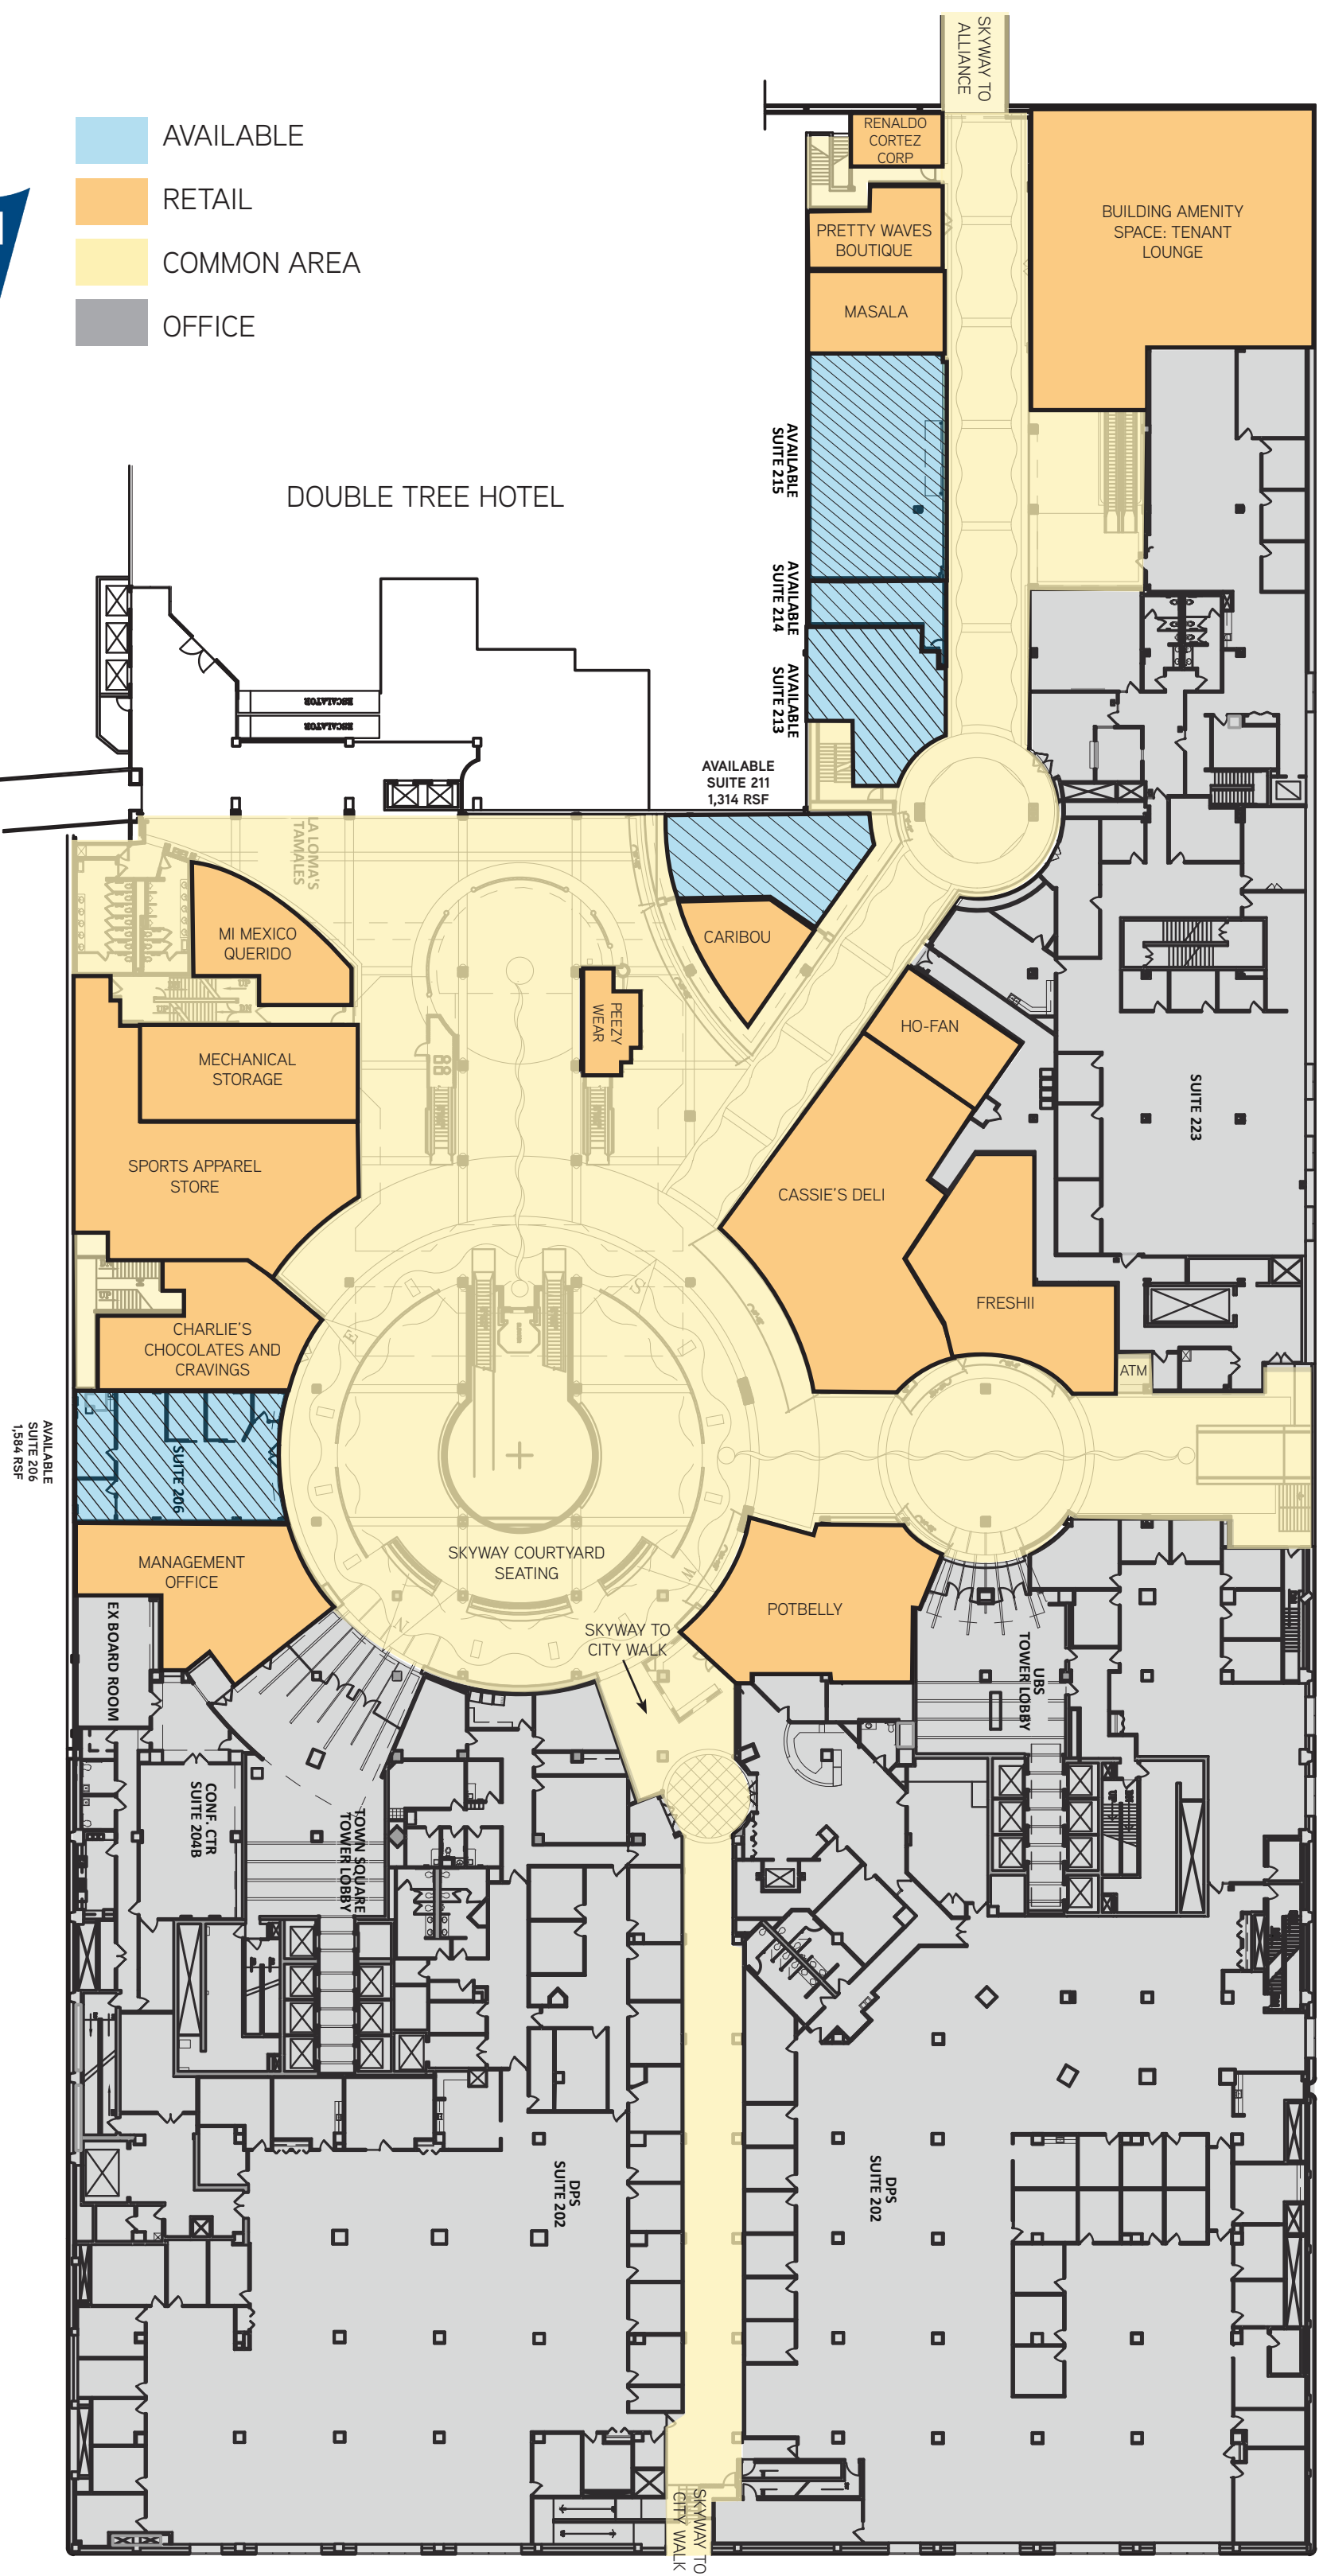 SKYWAY TO
ALLIANCE
AVAILABLE
RETAIL
COMMON AREA
OFFICE
RENALDO
CORTEZ
CORP
PRETTY WAVES
BOUTIQUE
MASALA
BUILDING AMENITY
SPACE: TENANT
LOUNGE
AVAILABLE
SUITE 215
DOUBLE TREE HOTEL
AVAILABLE
SUITE 214
AVAILABLE
SUITE 213
ESCALATOR
ESCALATOR
AVAILABLE
SUITE 211
1,314 RSF
LA LOMA'S
TAMALES
MI MEXICO
QUERIDO
CARIBOU
PEEZY
WEAR
HO-FAN
MECHANICAL
STORAGE
SUITE 223
SPORTS APPAREL
STORE
CASSIE'S DELI
FRESHII
CHARLIE'S
CHOCOLATES AND
CRAVINGS
ATM
S
E
W
N
UP
UP
AVAILABLE
SUITE 206
1,584 RSF
SUITE 206
SKYWAY COURTYARD
SEATING
MANAGEMENT
OFFICE
POTBELLY
SKYWAY TO
CITY WALK
EX BOARD ROOM
UBS
TOWER LOBBY
CONF. CTR
SUITE 204B
TOWN SQUARE
TOWER LOBBY
DPS
SUITE 202
DPS
SUITE 202
SKYWAY TO
CITY WALK